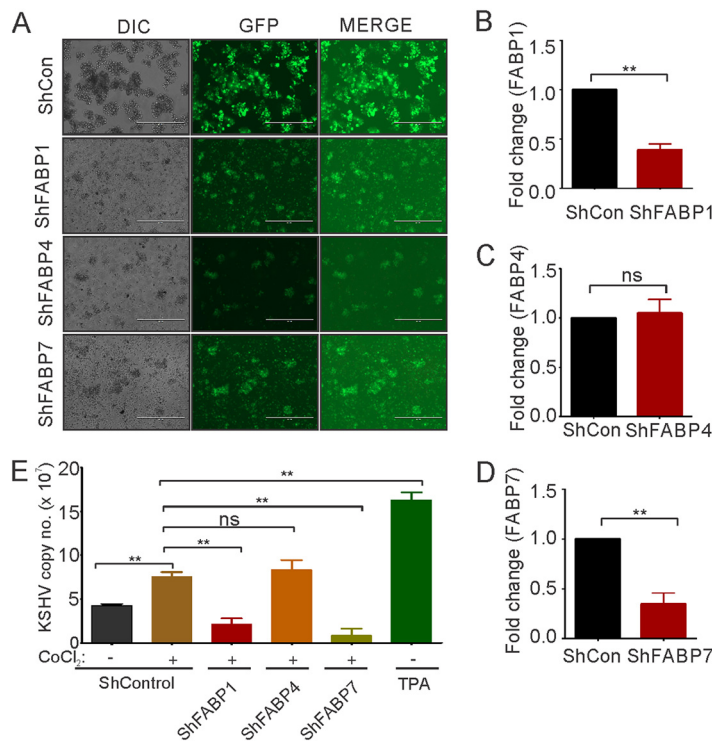 A
DIC GFP MERGE
ShCon
ShFABP1
ShFABP4
ShFABP7
B
Fold change (FABP1)
1.5
1.0
0.5
0.0
**
ShCon ShFABP1
C
Fold change (FABP4)
1.5
1.0
0.5
0.0
ns
ShCon ShFABP4
D
Fold change (FABP7)
1.5
1.0
0.5
0.0
**
ShCon ShFABP7
E
KSHV copy no. (x 10⁷)
20
15
10
5
0
**
**
ns
**
**
CoCl₂: - + + + + -
ShControl ShFABP1 ShFABP4 ShFABP7 TPA